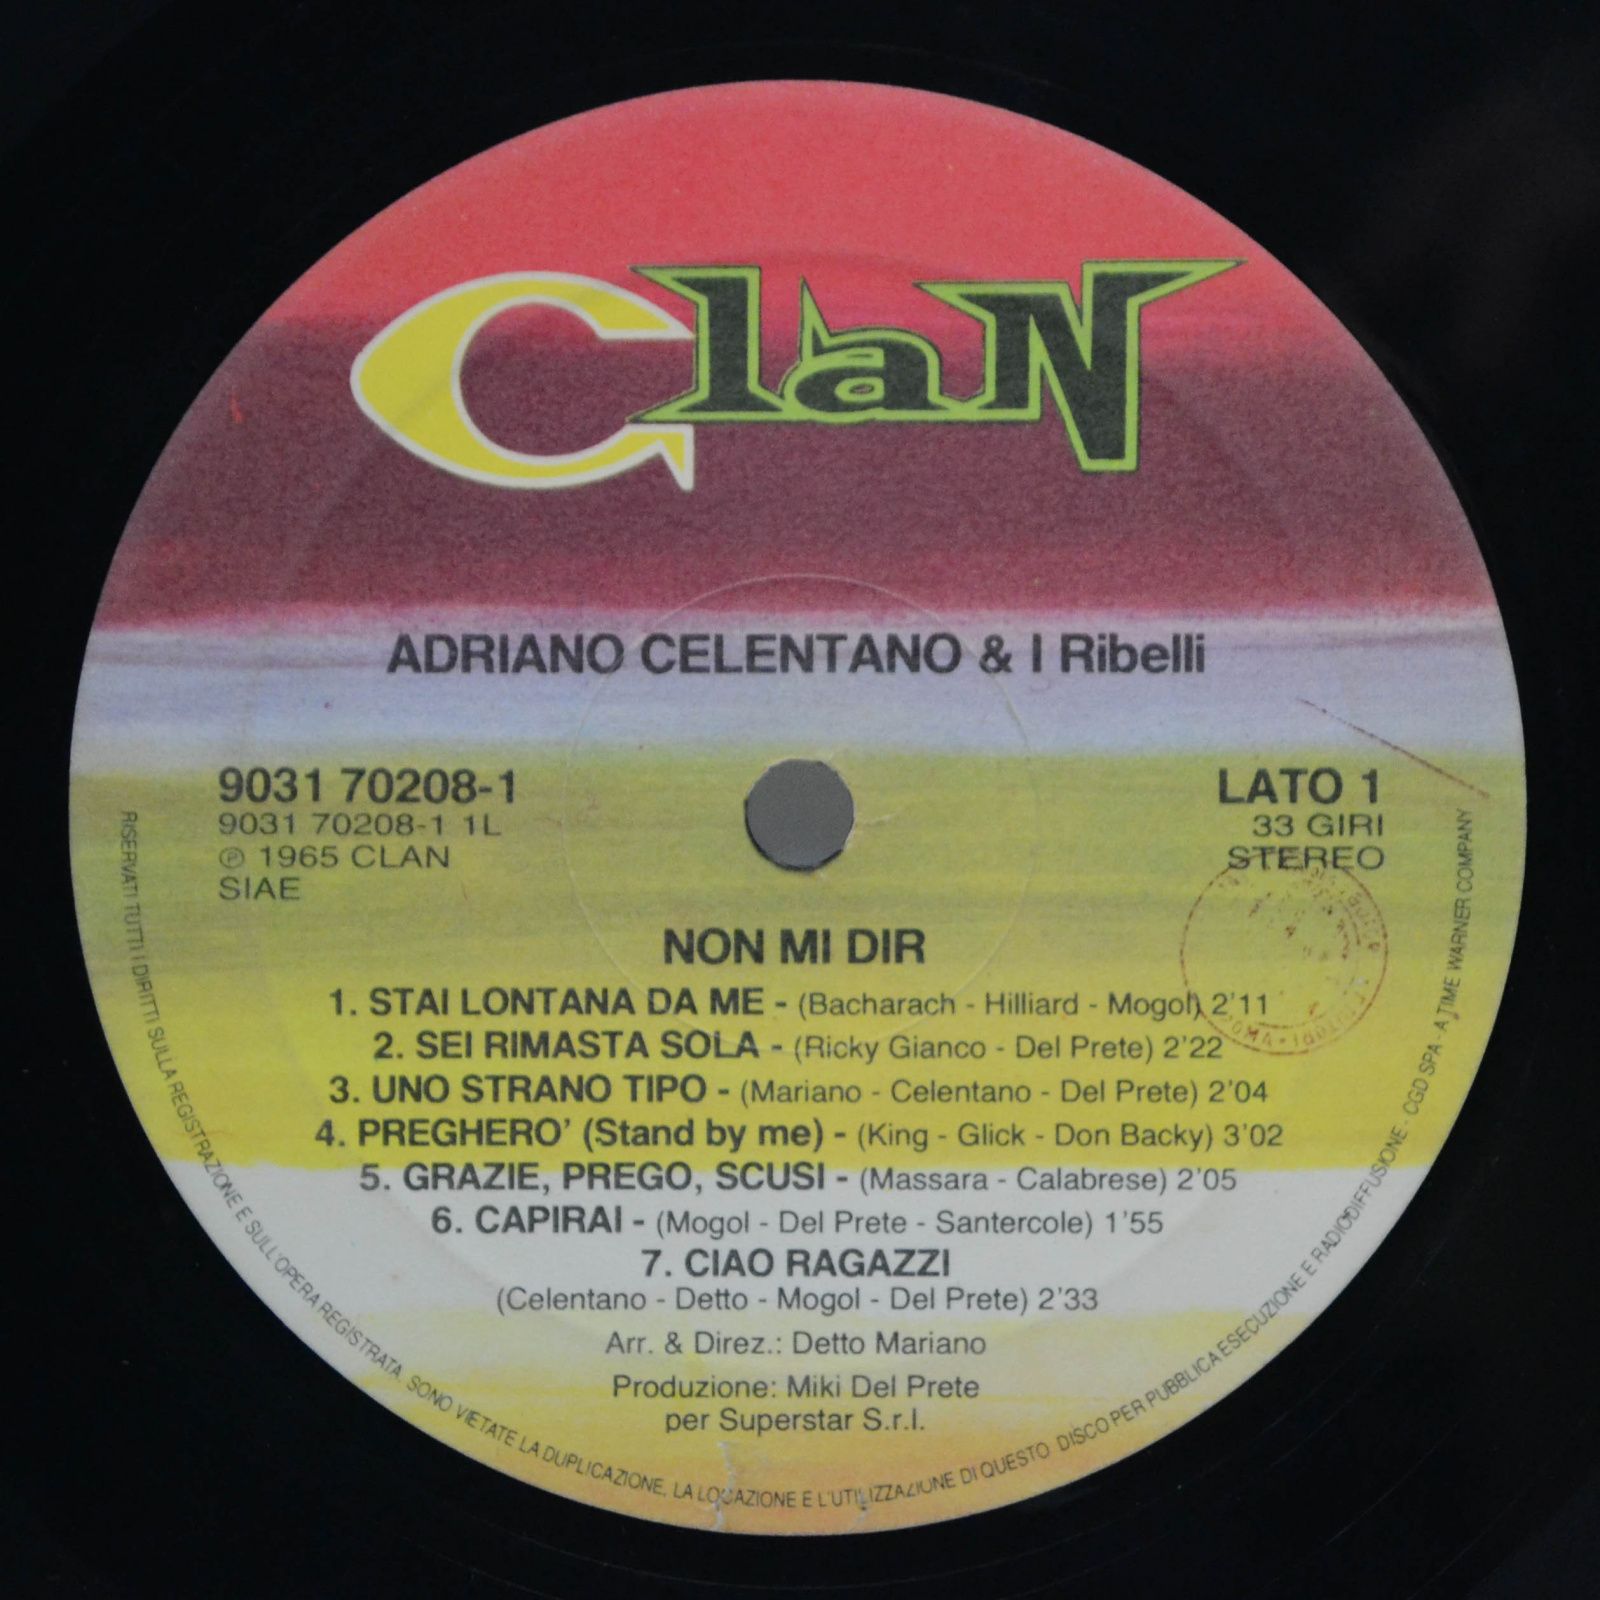 Clan
ADRIANO CELENTANO & I Ribelli
9031 70208-1
9031 70208-1 1L
℗ 1965 CLAN
SIAE
LATO 1
33 GIRI
STEREO
NON MI DIR
1. STAI LONTANA DA ME - (Bacharach - Hilliard - Mogol) 2'11
2. SEI RIMASTA SOLA - (Ricky Gianco - Del Prete) 2'22
3. UNO STRANO TIPO - (Mariano - Celentano - Del Prete) 2'04
4. PREGHERO' (Stand by me) - (King - Glick - Don Backy) 3'02
5. GRAZIE, PREGO, SCUSI - (Massara - Calabrese) 2'05
6. CAPIRAI - (Mogol - Del Prete - Santercole) 1'55
7. CIAO RAGAZZI
(Celentano - Detto - Mogol - Del Prete) 2'33
Arr. & Direz.: Detto Mariano
Produzione: Miki Del Prete
per Superstar S.r.l.
RISERVATI TUTTI I DIRITTI SULLA REGISTRAZIONE E SULL'OPERA REGISTRATA. SONO VIETATE LA DUPLICAZIONE, LA LOCAZIONE E L'UTILIZZAZIONE DI QUESTO DISCO PER PUBBLICA ESECUZIONE E RADIODIFFUSIONE - CGD SPA - A TIME WARNER COMPANY